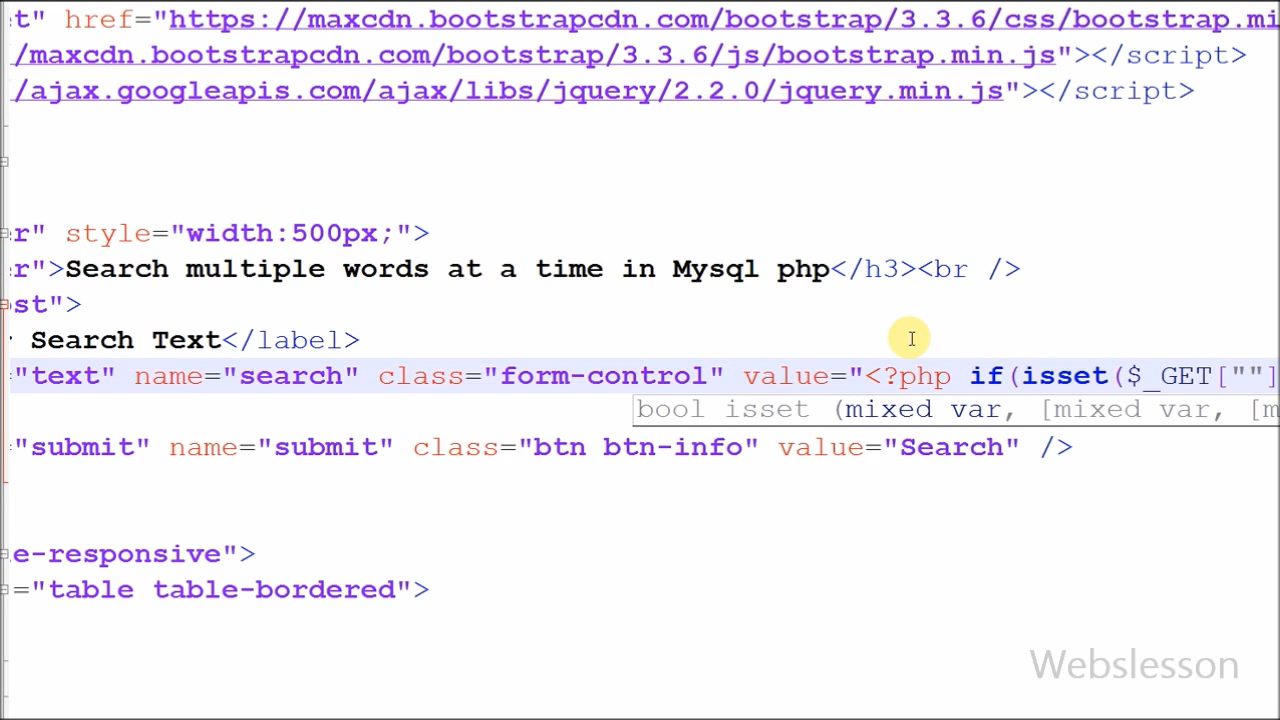 et" href="https://maxcdn.bootstrapcdn.com/bootstrap/3.3.6/css/bootstrap.mi
/maxcdn.bootstrapcdn.com/bootstrap/3.3.6/js/bootstrap.min.js"></script>
/ajax.googleapis.com/ajax/libs/jquery/2.2.0/jquery.min.js"></script>
er" style="width:500px;">
er">Search multiple words at a time in Mysql php</h3><br />
ost">
r Search Text</label>
="text" name="search" class="form-control" value="<?php if(isset($_GET[""]
bool isset (mixed var, [mixed var, [m
="submit" name="submit" class="btn btn-info" value="Search" />
e-responsive">
="table table-bordered">
Webslesson